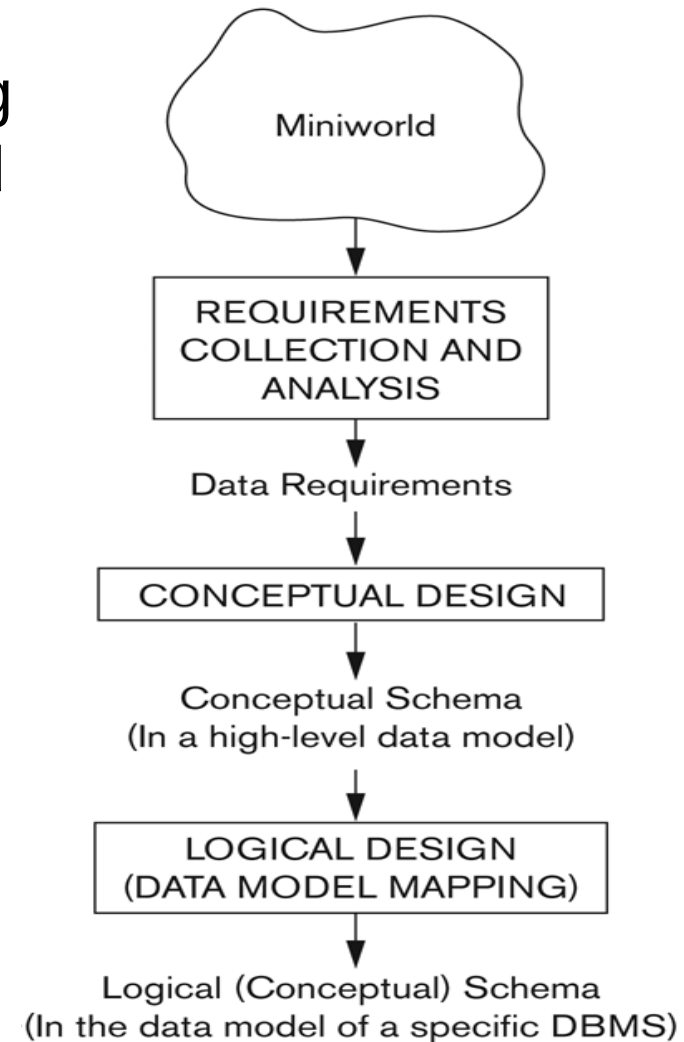 Miniworld
REQUIREMENTS
COLLECTION AND
ANALYSIS
Data Requirements
CONCEPTUAL DESIGN
Conceptual Schema
(In a high-level data model)
LOGICAL DESIGN
(DATA MODEL MAPPING)
Logical (Conceptual) Schema
(In the data model of a specific DBMS)